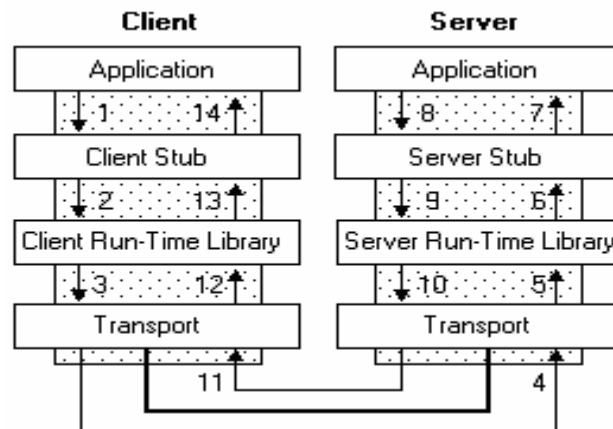 Client Server
Application Application
1 14 8 7
Client Stub Server Stub
2 13 9 6
Client Run-Time Library Server Run-Time Library
3 12 10 5
Transport Transport
11 4